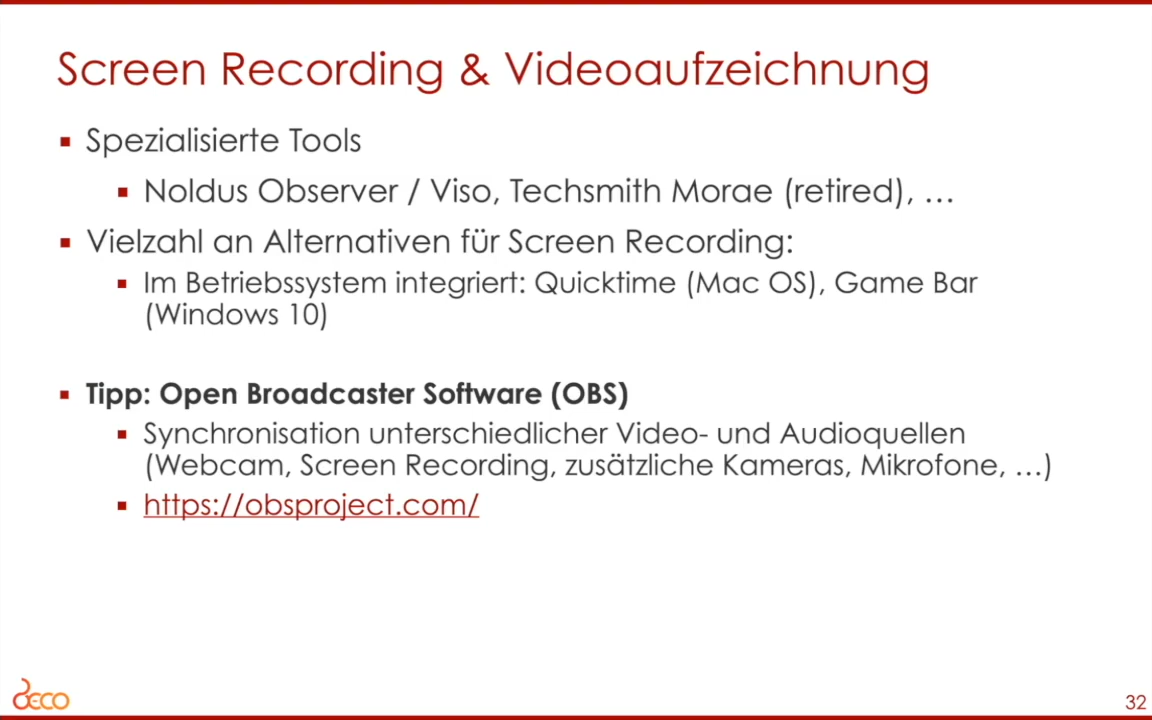 Screen Recording & Videoaufzeichnung
Spezialisierte Tools
Noldus Observer / Viso, Techsmith Morae (retired), …
Vielzahl an Alternativen für Screen Recording:
Im Betriebssystem integriert: Quicktime (Mac OS), Game Bar
(Windows 10)
Tipp: Open Broadcaster Software (OBS)
Synchronisation unterschiedlicher Video- und Audioquellen
(Webcam, Screen Recording, zusätzliche Kameras, Mikrofone, …)
https://obsproject.com/
DECO
32